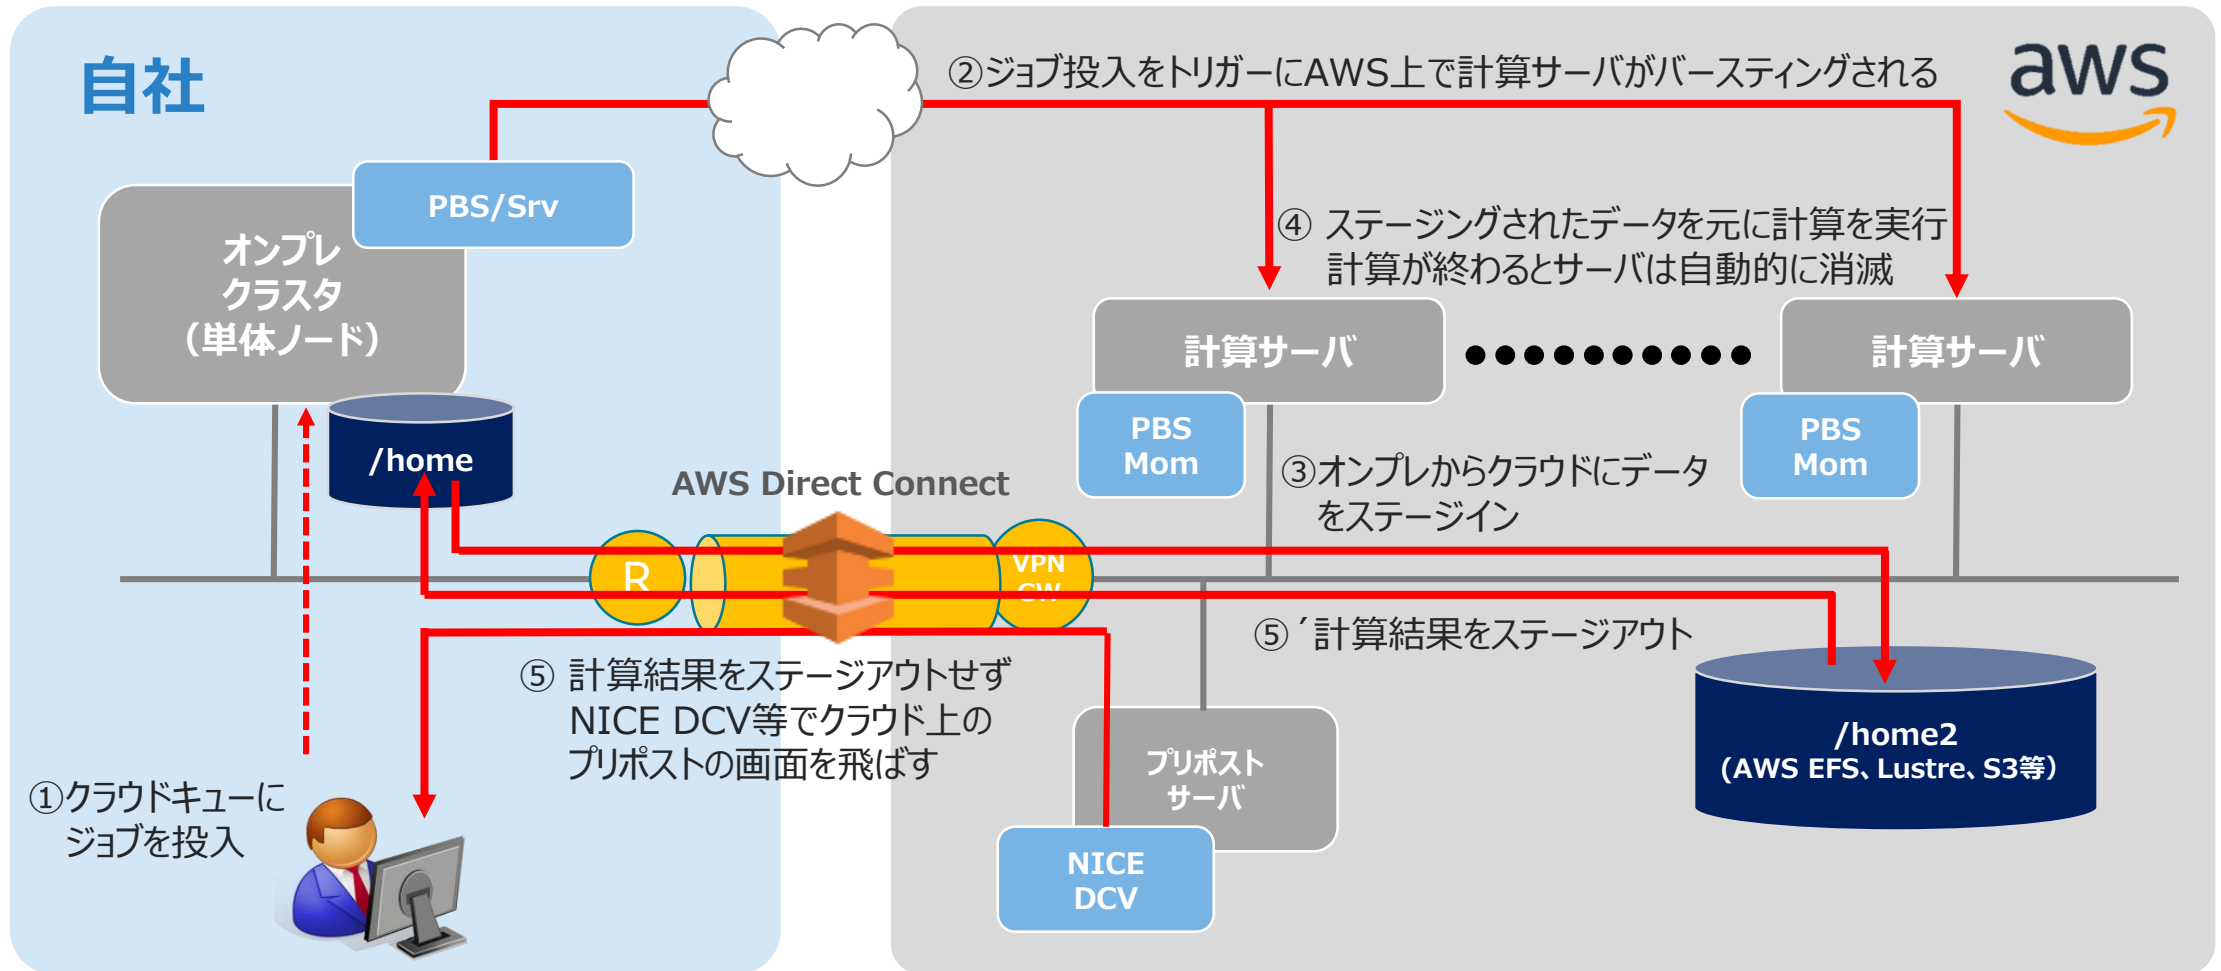 自社
②ジョブ投入をトリガーにAWS上で計算サーバがバースティングされる
aws
PBS/Srv
オンプレ
クラスタ
（単体ノード）
④ ステージングされたデータを元に計算を実行
計算が終わるとサーバは自動的に消滅
計算サーバ
計算サーバ
PBS
Mom
PBS
Mom
/home
AWS Direct Connect
③オンプレからクラウドにデータ
をステージイン
R
VPN
GW
⑤´計算結果をステージアウト
⑤ 計算結果をステージアウトせず
NICE DCV等でクラウド上の
プリポストの画面を飛ばす
プリポスト
サーバ
/home2
(AWS EFS、Lustre、S3等）
①クラウドキューに
ジョブを投入
NICE
DCV